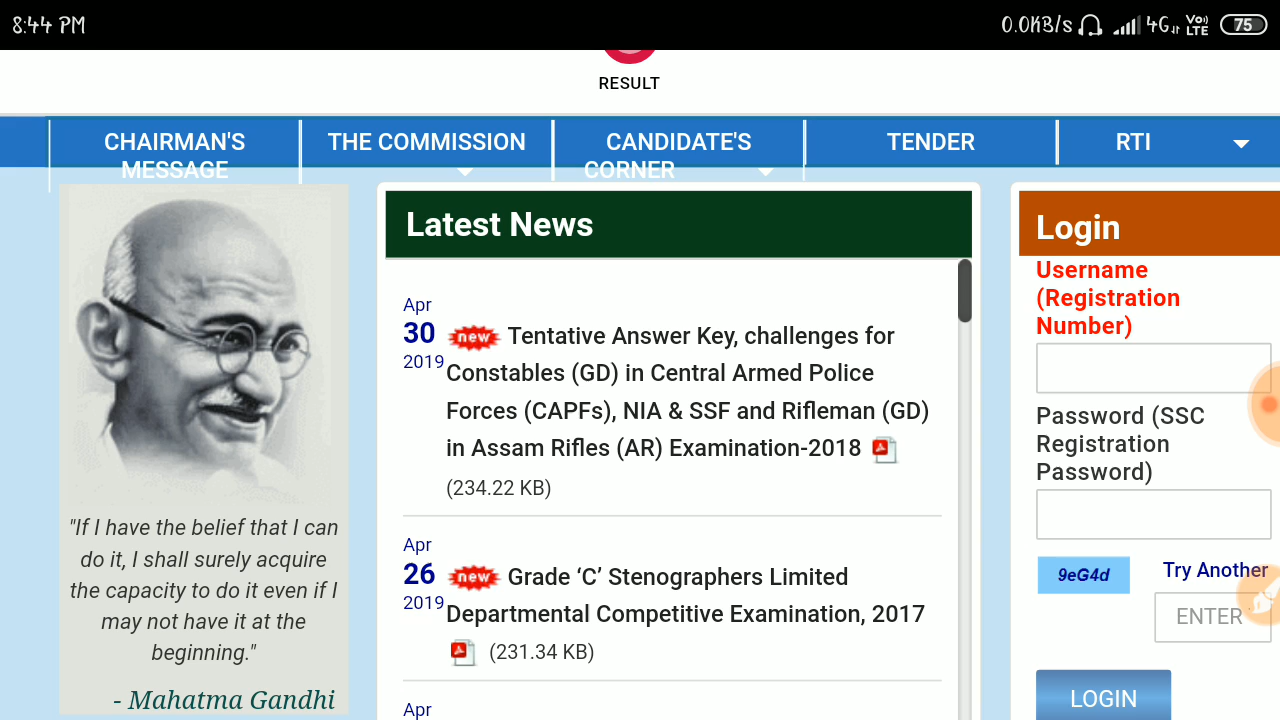 8:44 PM
0.0KB/s 4G Vo)) LTE 75
RESULT
CHAIRMAN'S
MESSAGE
THE COMMISSION
CANDIDATE'S
CORNER
TENDER
RTI
"If I have the belief that I can
do it, I shall surely acquire
the capacity to do it even if I
may not have it at the
beginning."
- Mahatma Gandhi
Latest News
Apr
30
2019
new Tentative Answer Key, challenges for
Constables (GD) in Central Armed Police
Forces (CAPFs), NIA & SSF and Rifleman (GD)
in Assam Rifles (AR) Examination-2018
(234.22 KB)
Apr
26
2019
new Grade ‘C’ Stenographers Limited
Departmental Competitive Examination, 2017
(231.34 KB)
Apr
Login
Username
(Registration
Number)
Password (SSC
Registration
Password)
9eG4d
Try Another
ENTER
LOGIN